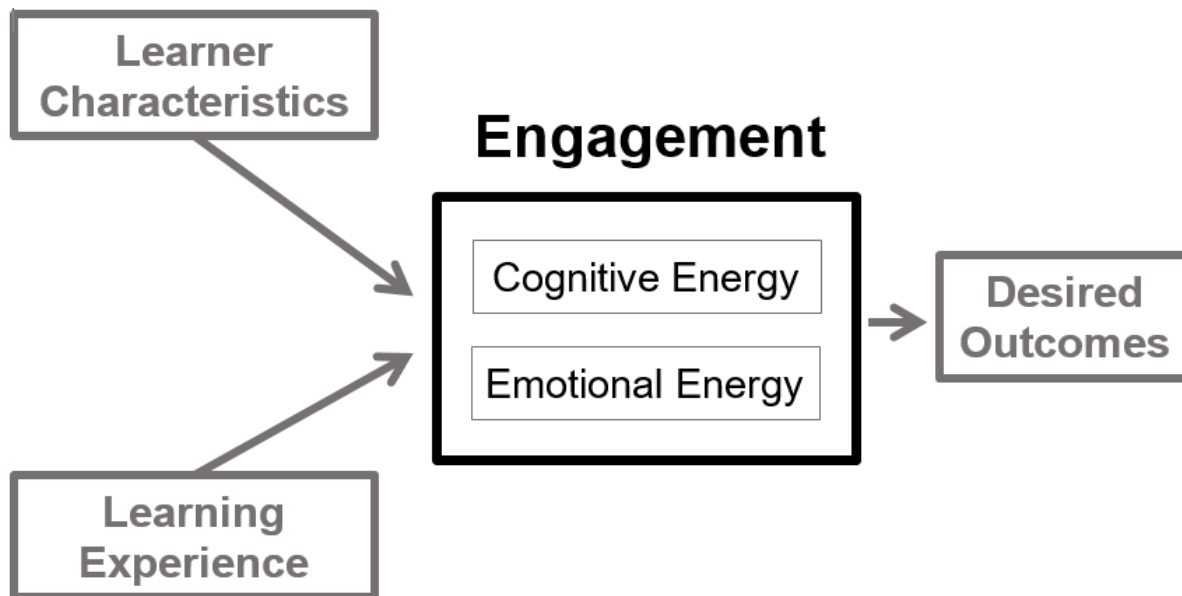 Learner
Characteristics
Engagement
Cognitive Energy
Emotional Energy
Desired
Outcomes
Learning
Experience